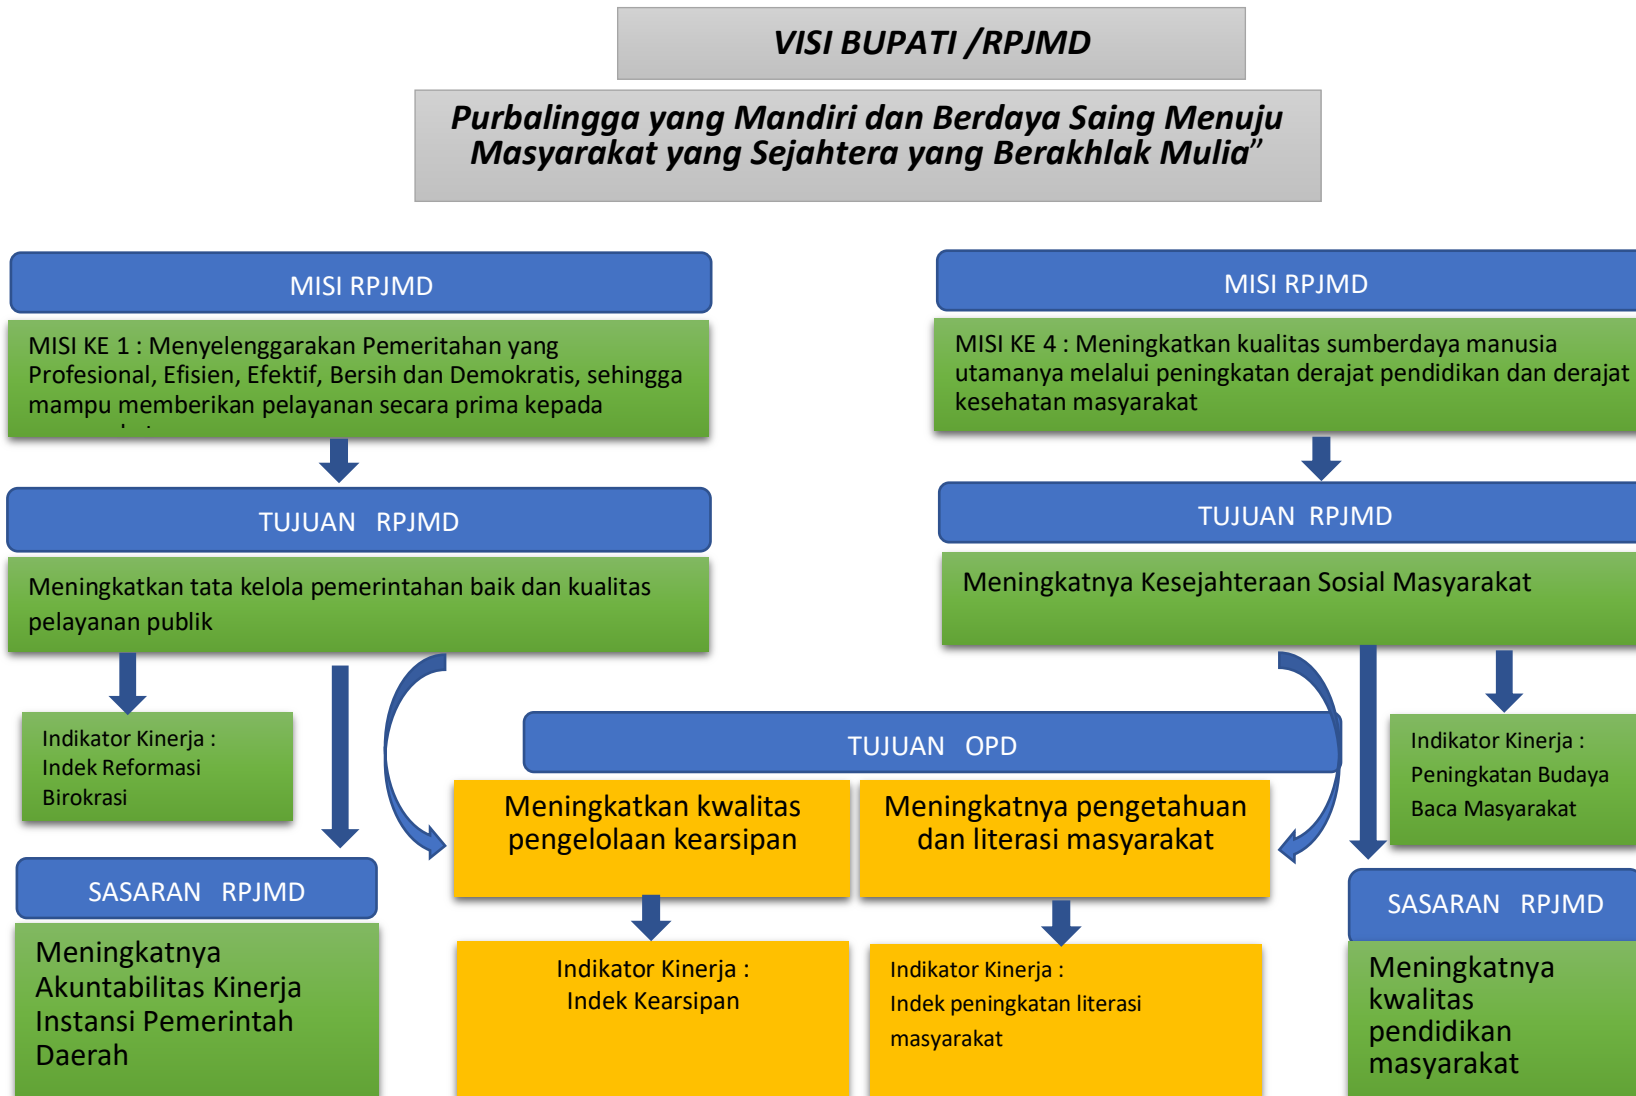 VISI BUPATI /RPJMD
Purbalingga yang Mandiri dan Berdaya Saing Menuju
Masyarakat yang Sejahtera yang Berakhlak Mulia”
MISI RPJMD
MISI KE 1 : Menyelenggarakan Pemeritahan yang
Profesional, Efisien, Efektif, Bersih dan Demokratis, sehingga
mampu memberikan pelayanan secara prima kepada
TUJUAN RPJMD
Meningkatkan tata kelola pemerintahan baik dan kualitas
pelayanan publik
Indikator Kinerja :
Indek Reformasi
Birokrasi
SASARAN RPJMD
Meningkatnya
Akuntabilitas Kinerja
Instansi Pemerintah
Daerah
MISI RPJMD
MISI KE 4 : Meningkatkan kualitas sumberdaya manusia
utamanya melalui peningkatan derajat pendidikan dan derajat
kesehatan masyarakat
TUJUAN RPJMD
Meningkatnya Kesejahteraan Sosial Masyarakat
TUJUAN OPD
Meningkatkan kwalitas
pengelolaan kearsipan
Indikator Kinerja :
Indek Kearsipan
Meningkatnya pengetahuan
dan literasi masyarakat
Indikator Kinerja :
Indek peningkatan literasi
masyarakat
Indikator Kinerja :
Peningkatan Budaya
Baca Masyarakat
SASARAN RPJMD
Meningkatnya
kwalitas
pendidikan
masyarakat